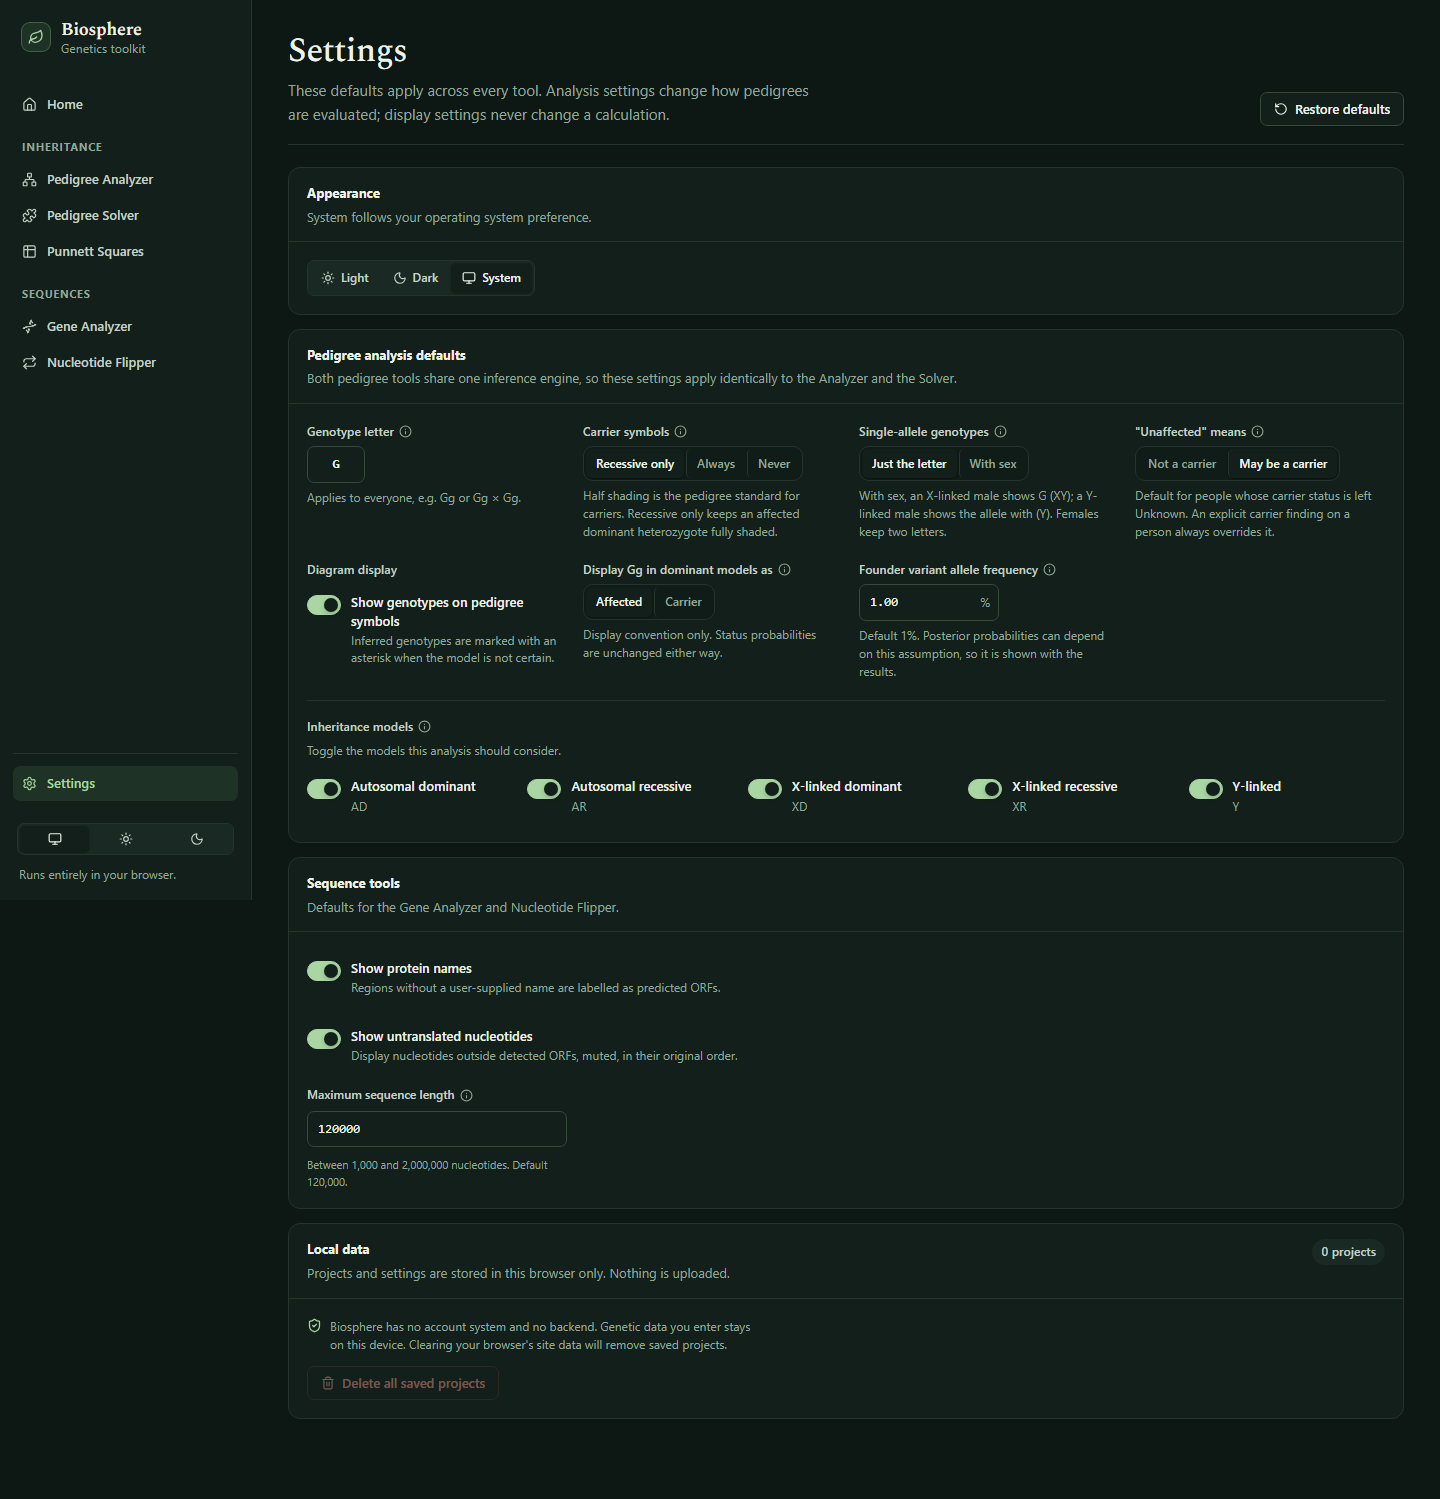 Biosphere
Genetics toolkit
Home
INHERITANCE
Pedigree Analyzer
Pedigree Solver
Punnett Squares
SEQUENCES
Gene Analyzer
Nucleotide Flipper
Settings
Runs entirely in your browser.
Settings
These defaults apply across every tool. Analysis settings change how pedigrees
are evaluated; display settings never change a calculation.
Restore defaults
Appearance
System follows your operating system preference.
Light
Dark
System
Pedigree analysis defaults
Both pedigree tools share one inference engine, so these settings apply identically to the Analyzer and the Solver.
Genotype letter
G
Applies to everyone, e.g. Gg or Gg × Gg.
Carrier symbols
Recessive only
Always
Never
Half shading is the pedigree standard for
carriers. Recessive only keeps an affected
dominant heterozygote fully shaded.
Single-allele genotypes
Just the letter
With sex
With sex, an X-linked male shows G (XY); a Y-
linked male shows the allele with (Y). Females
keep two letters.
"Unaffected" means
Not a carrier
May be a carrier
Default for people whose carrier status is left
Unknown. An explicit carrier finding on a
person always overrides it.
Diagram display
Show genotypes on pedigree
symbols
Inferred genotypes are marked with an
asterisk when the model is not certain.
Display Gg in dominant models as
Affected
Carrier
Display convention only. Status probabilities
are unchanged either way.
Founder variant allele frequency
1.00 %
Default 1%. Posterior probabilities can depend
on this assumption, so it is shown with the
results.
Inheritance models
Toggle the models this analysis should consider.
Autosomal dominant
AD
Autosomal recessive
AR
X-linked dominant
XD
X-linked recessive
XR
Y-linked
Y
Sequence tools
Defaults for the Gene Analyzer and Nucleotide Flipper.
Show protein names
Regions without a user-supplied name are labelled as predicted ORFs.
Show untranslated nucleotides
Display nucleotides outside detected ORFs, muted, in their original order.
Maximum sequence length
120000
Between 1,000 and 2,000,000 nucleotides. Default
120,000.
Local data
0 projects
Projects and settings are stored in this browser only. Nothing is uploaded.
Biosphere has no account system and no backend. Genetic data you enter stays
on this device. Clearing your browser's site data will remove saved projects.
Delete all saved projects